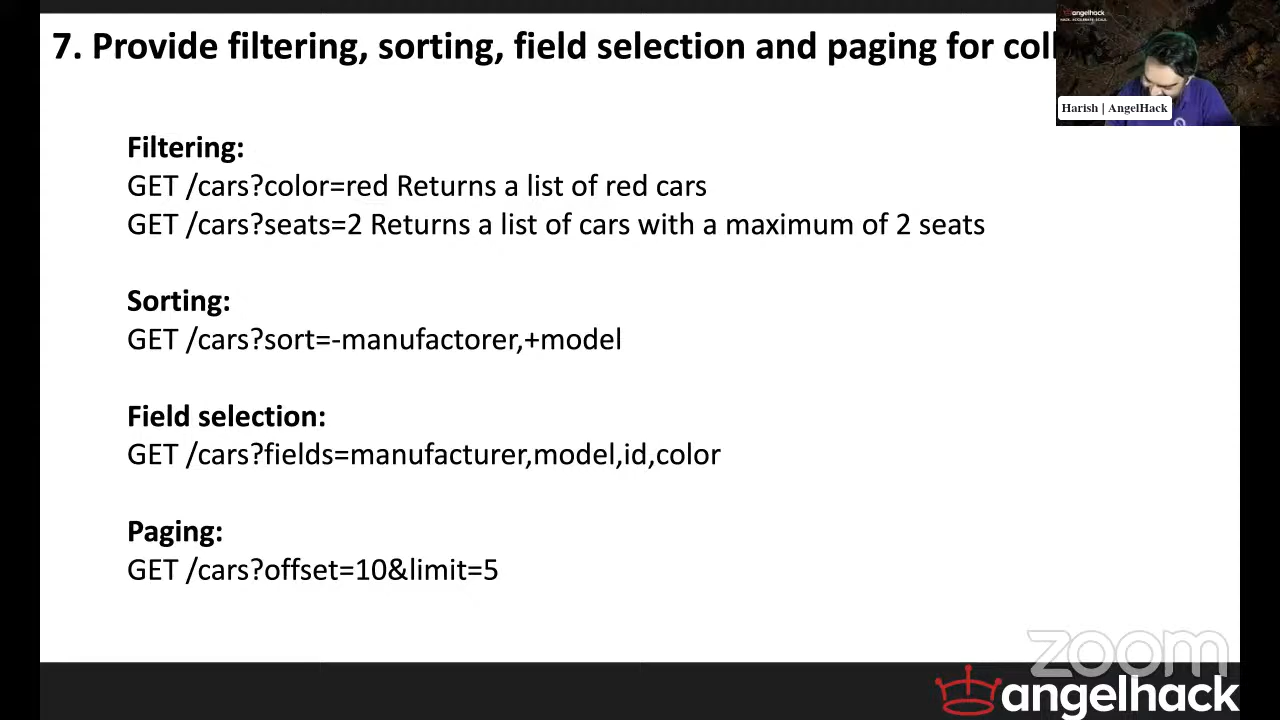 7. Provide filtering, sorting, field selection and paging for
angelhack
Harish | AngelHack
Filtering:
GET /cars?color=red Returns a list of red cars
GET /cars?seats=2 Returns a list of cars with a maximum of 2 seats
Sorting:
GET /cars?sort=-manufactorer,+model
Field selection:
GET /cars?fields=manufacturer,model,id,color
Paging:
GET /cars?offset=10&limit=5
zoom
angelhack